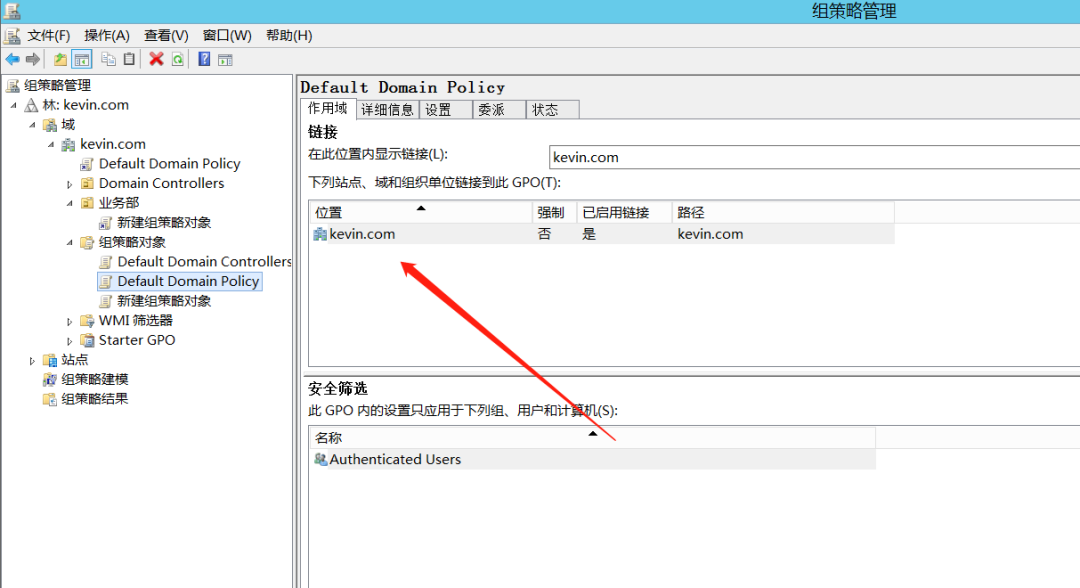 组策略管理
文件(F) 操作(A) 查看(V) 窗口(W) 帮助(H)
组策略管理
林: kevin.com
域
kevin.com
Default Domain Policy
Domain Controllers
业务部
新建组策略对象
组策略对象
Default Domain Controllers
Default Domain Policy
新建组策略对象
WMI 筛选器
Starter GPO
站点
组策略建模
组策略结果
Default Domain Policy
作用域 详细信息 设置 委派 状态
链接
在此位置内显示链接(L): kevin.com
下列站点、域和组织单位链接到此 GPO(T):
位置 强制 已启用链接 路径
kevin.com 否 是 kevin.com
安全筛选
此 GPO 内的设置只应用于下列组、用户和计算机(S):
名称
Authenticated Users